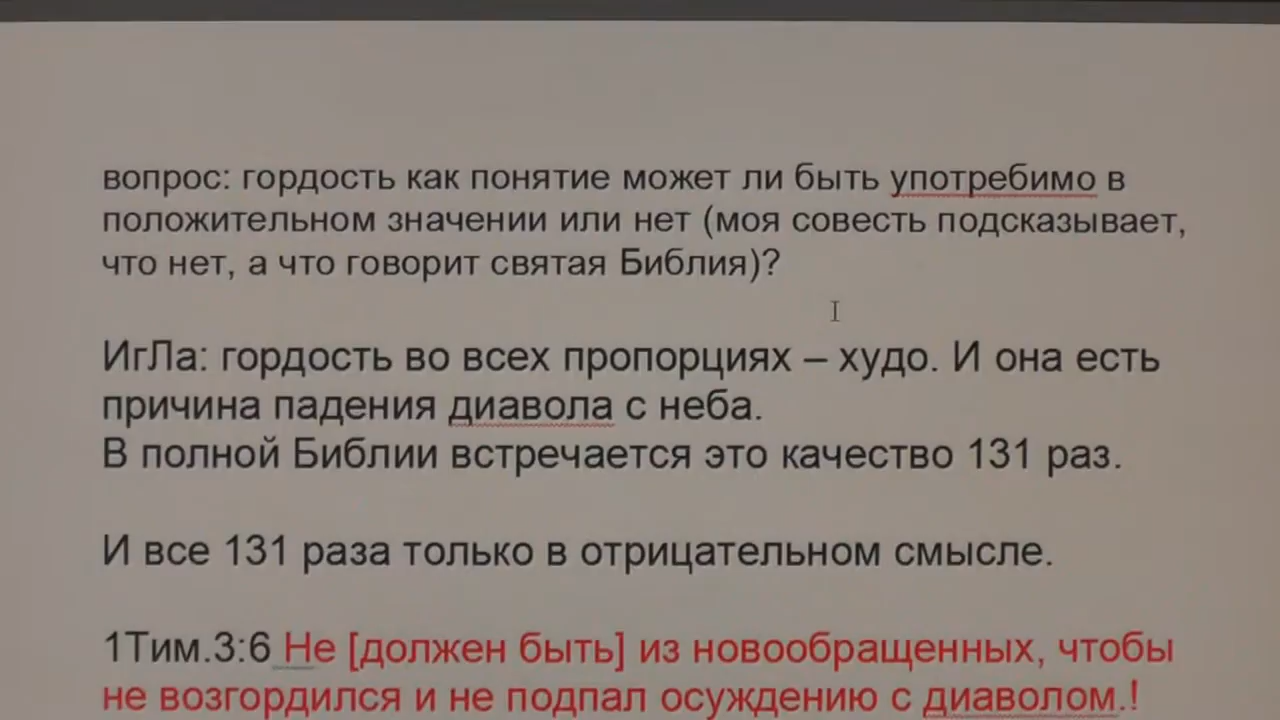 вопрос: гордость как понятие может ли быть употребимо в
положительном значении или нет (моя совесть подсказывает,
что нет, а что говорит святая Библия)?
ИгЛа: гордость во всех пропорциях – худо. И она есть
причина падения диавола с неба.
В полной Библии встречается это качество 131 раз.
И все 131 раза только в отрицательном смысле.
1Тим.3:6 Не [должен быть] из новообращенных, чтобы
не возгордился и не подпал осуждению с диаволом.!